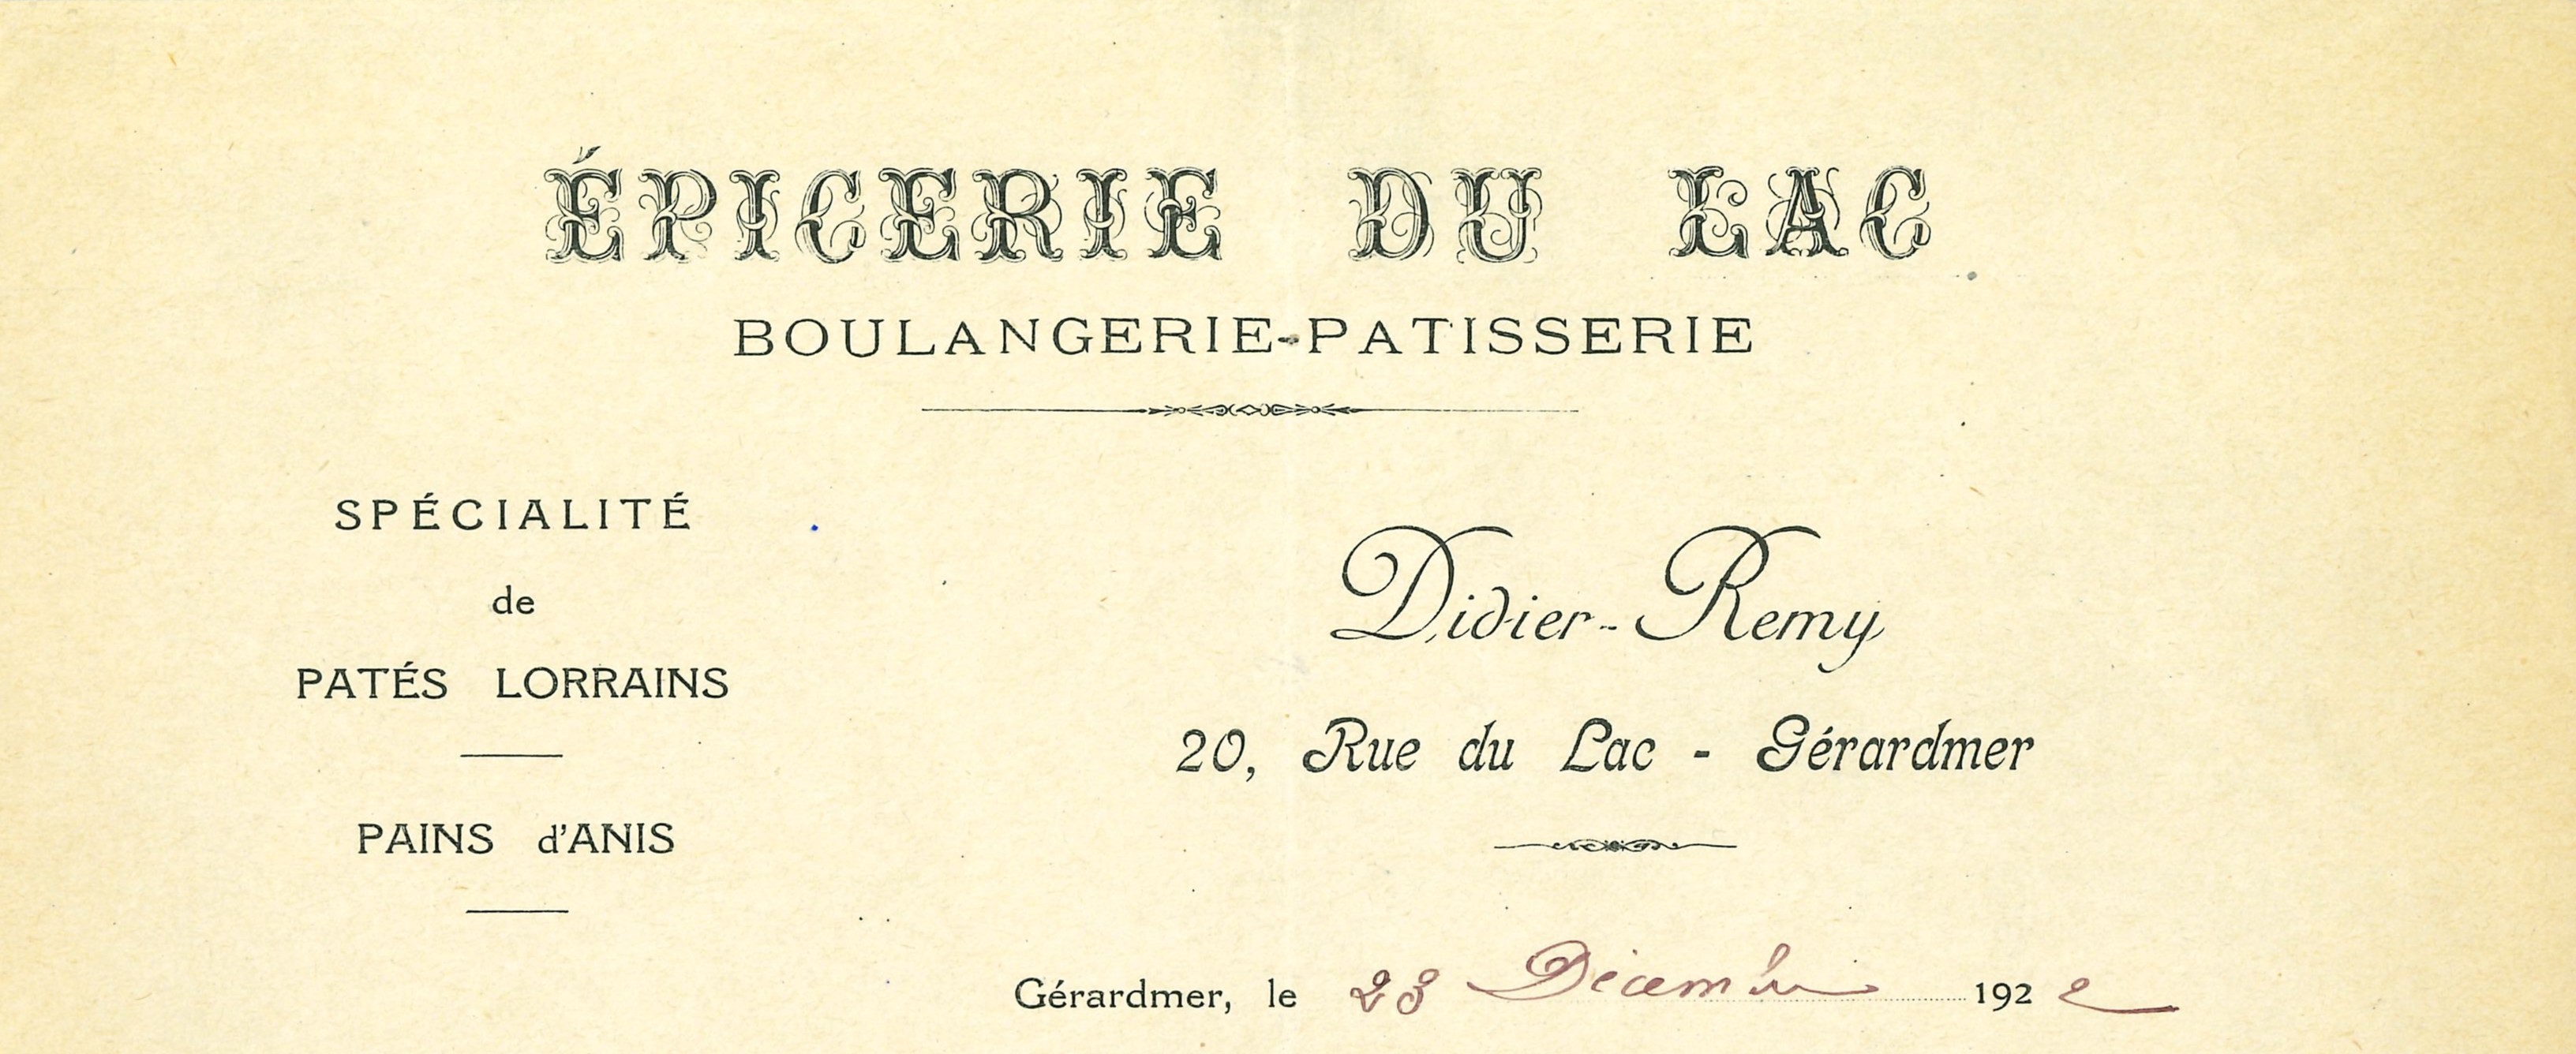 ÉPICERIE DU LAC
BOULANGERIE-PATISSERIE
SPÉCIALITÉ
de
PATÉS LORRAINS
PAINS d'ANIS
Didier-Remy
20, Rue du Lac - Gérardmer
Gérardmer, le 23 Décembre 1922